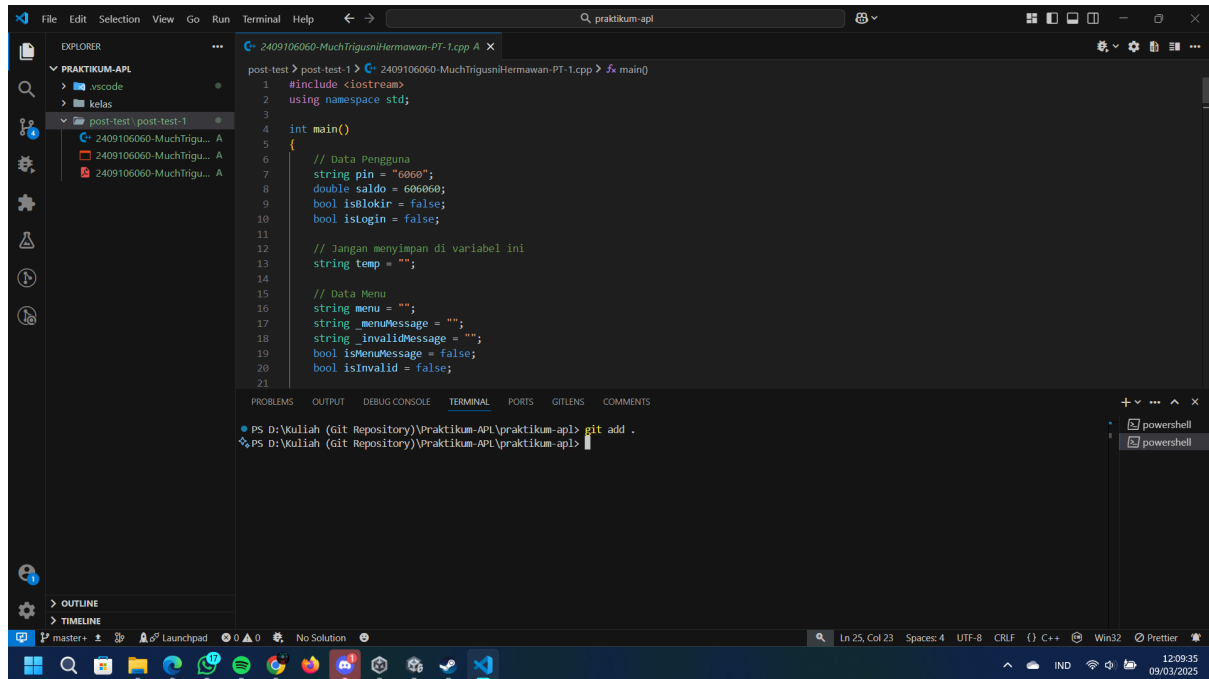 File Edit Selection View Go Run Terminal Help praktikum-apl
EXPLORER
PRAKTIKUM-APL
.vscode
kelas
post-test\post-test-1
2409106060-MuchTrigu... A
2409106060-MuchTrigu... A
2409106060-MuchTrigu... A
OUTLINE
TIMELINE
2409106060-MuchTrigusniHermawan-PT-1.cpp A
post-test > post-test-1 > 2409106060-MuchTrigusniHermawan-PT-1.cpp > main()
1 #include <iostream>
2 using namespace std;
3
4 int main()
5 {
6 // Data Pengguna
7 string pin = "6060";
8 double saldo = 606060;
9 bool isBlokir = false;
10 bool isLogin = false;
11
12 // Jangan menyimpan di variabel ini
13 string temp = "";
14
15 // Data Menu
16 string menu = "";
17 string _menuMessage = "";
18 string _invalidMessage = "";
19 bool isMenuMessage = false;
20 bool isInvalid = false;
21
PROBLEMS OUTPUT DEBUG CONSOLE TERMINAL PORTS GITLENS COMMENTS
PS D:\Kuliah (Git Repository)\Praktikum-APL\praktikum-apl> git add .
PS D:\Kuliah (Git Repository)\Praktikum-APL\praktikum-apl>
powershell
powershell
4
1
master+ Launchpad 0 0 No Solution Ln 25, Col 23 Spaces: 4 UTF-8 CRLF {} C++ Win32 Prettier
17 IND 12:09:35
09/03/2025